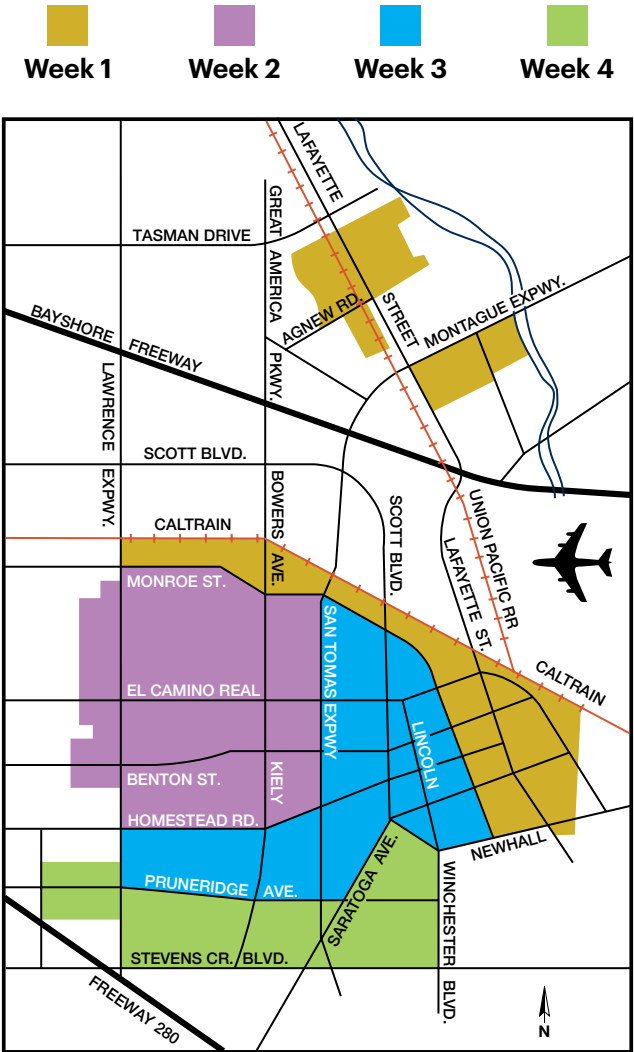 Week 1
Week 2
Week 3
Week 4
LAFAYETTE
STREET
GREAT AMERICA
PKWY.
TASMAN DRIVE
AGNEW RD.
MONTAGUE EXPWY.
BAYSHORE FREEWAY
LAWRENCE
EXPWY.
SCOTT BLVD.
BOWERS
AVE.
SCOTT BLVD.
UNION PACIFIC RR
LAFAYETTE ST.
CALTRAIN
MONROE ST.
SAN TOMAS EXPWY
CALTRAIN
EL CAMINO REAL
LINCOLN
BENTON ST.
KIELY
HOMESTEAD RD.
NEWHALL
PRUNERIDGE AVE.
SARATOGA AVE.
WINCHESTER
BLVD.
STEVENS CR. BLVD.
FREEWAY 280
N